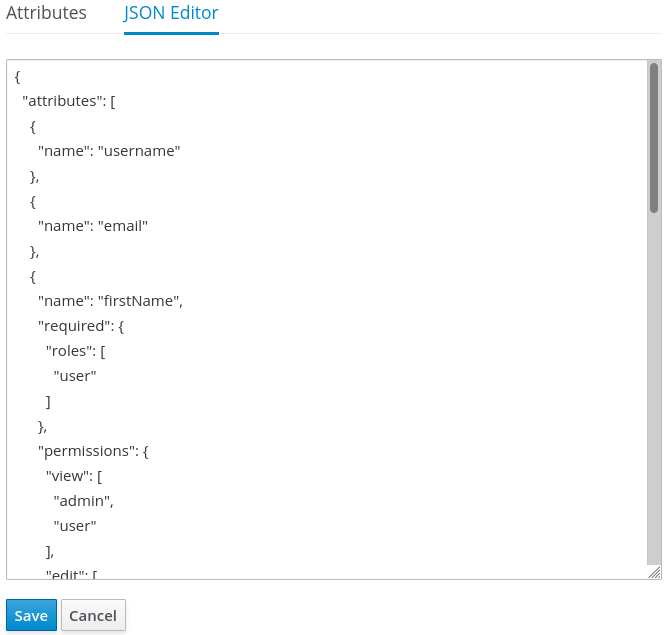 Attributes JSON Editor
{
"attributes": [
{
"name": "username"
},
{
"name": "email"
},
{
"name": "firstName",
"required": {
"roles": [
"user"
]
},
"permissions": {
"view": [
"admin",
"user"
],
"edit": [
Save Cancel